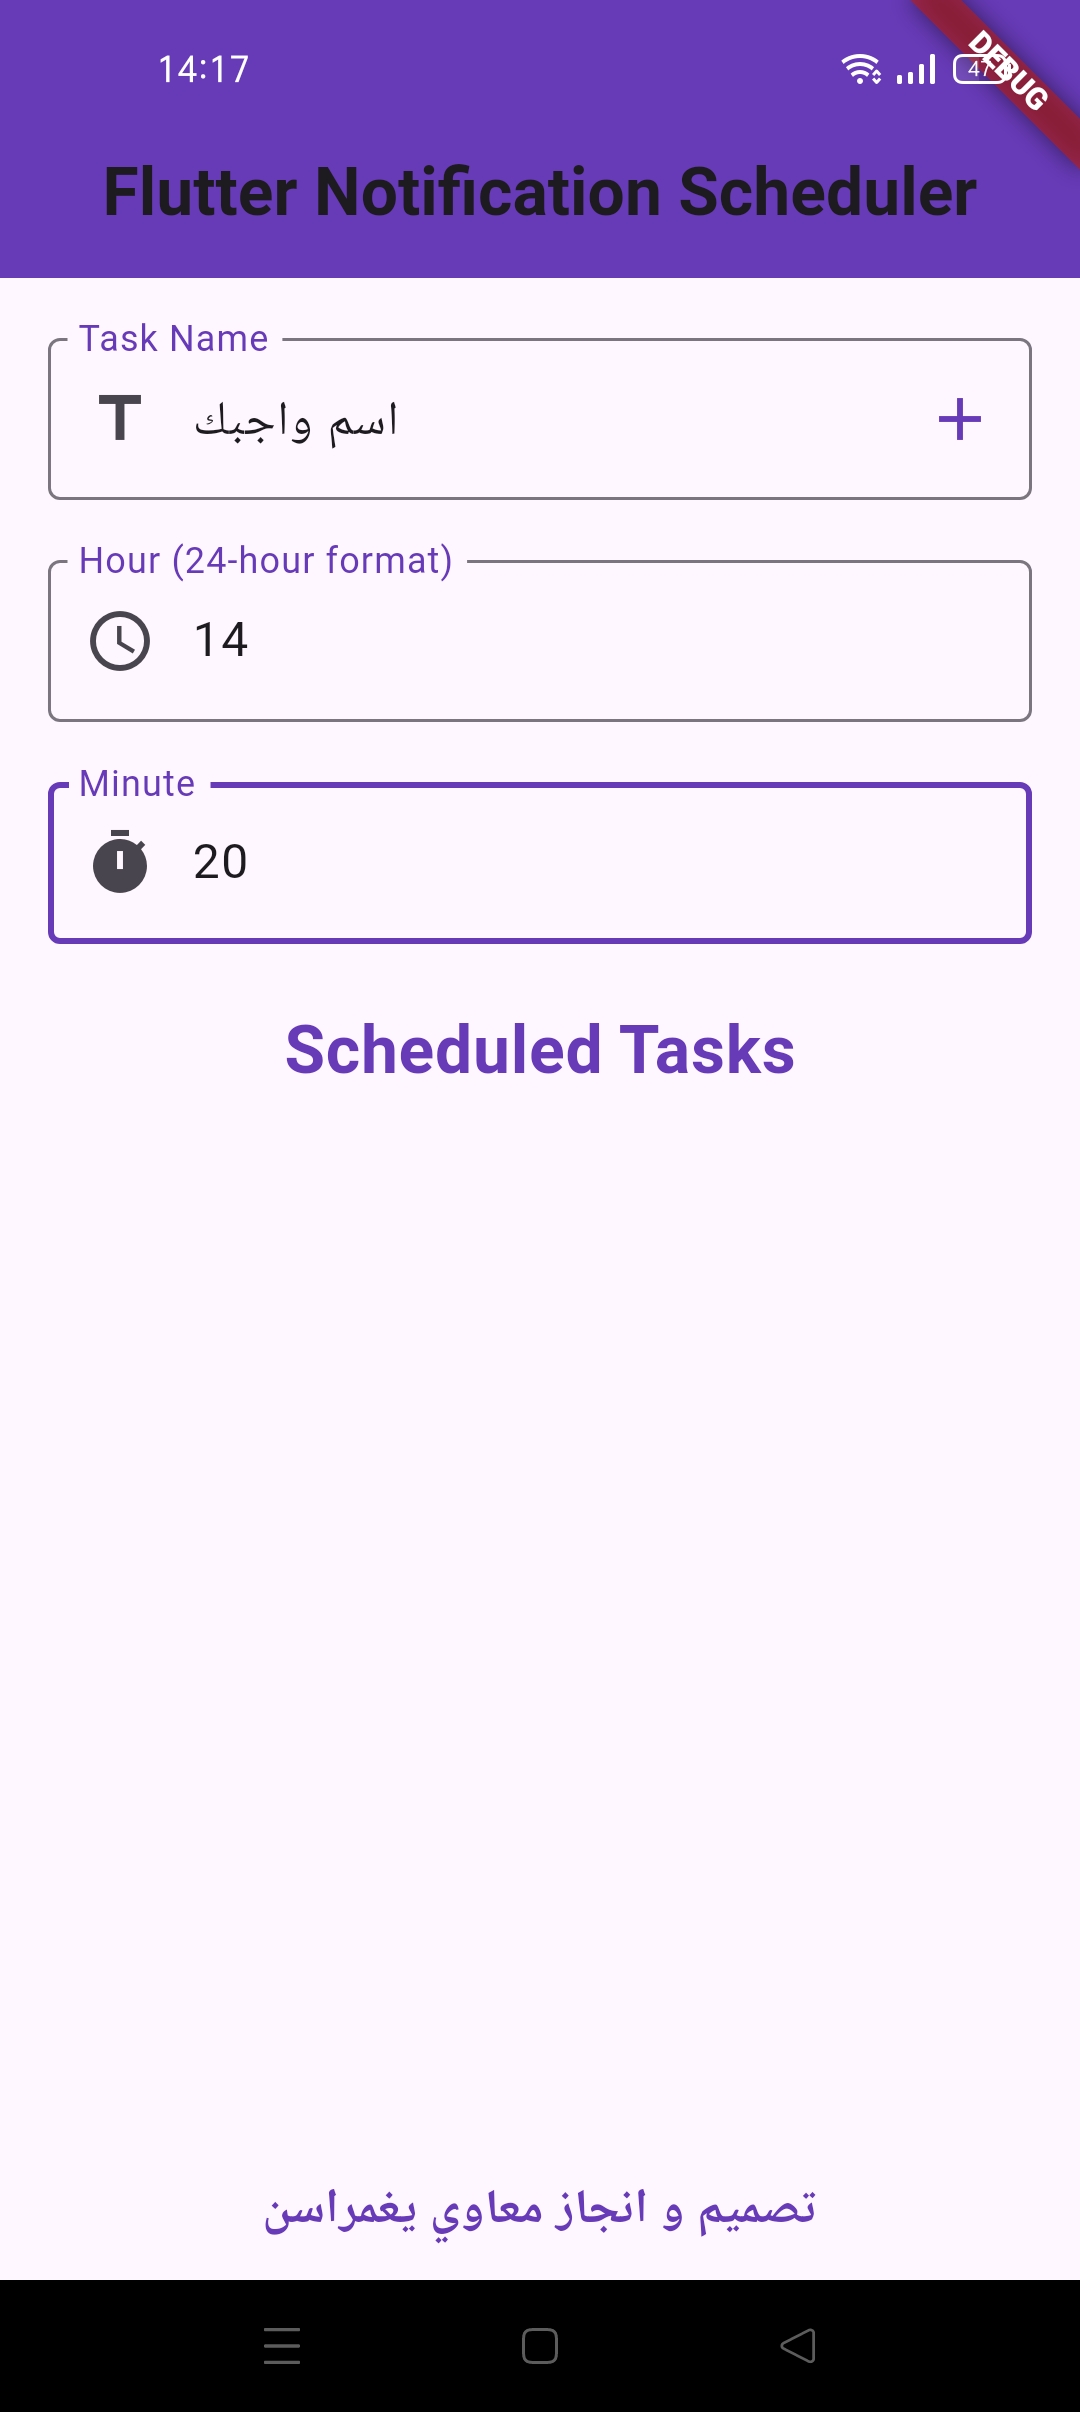 14:17
47
DEBUG
Flutter Notification Scheduler
Task Name
اسم واجبك
Hour (24-hour format)
14
Minute
20
Scheduled Tasks
تصميم و انجاز معاوي يغمراسن